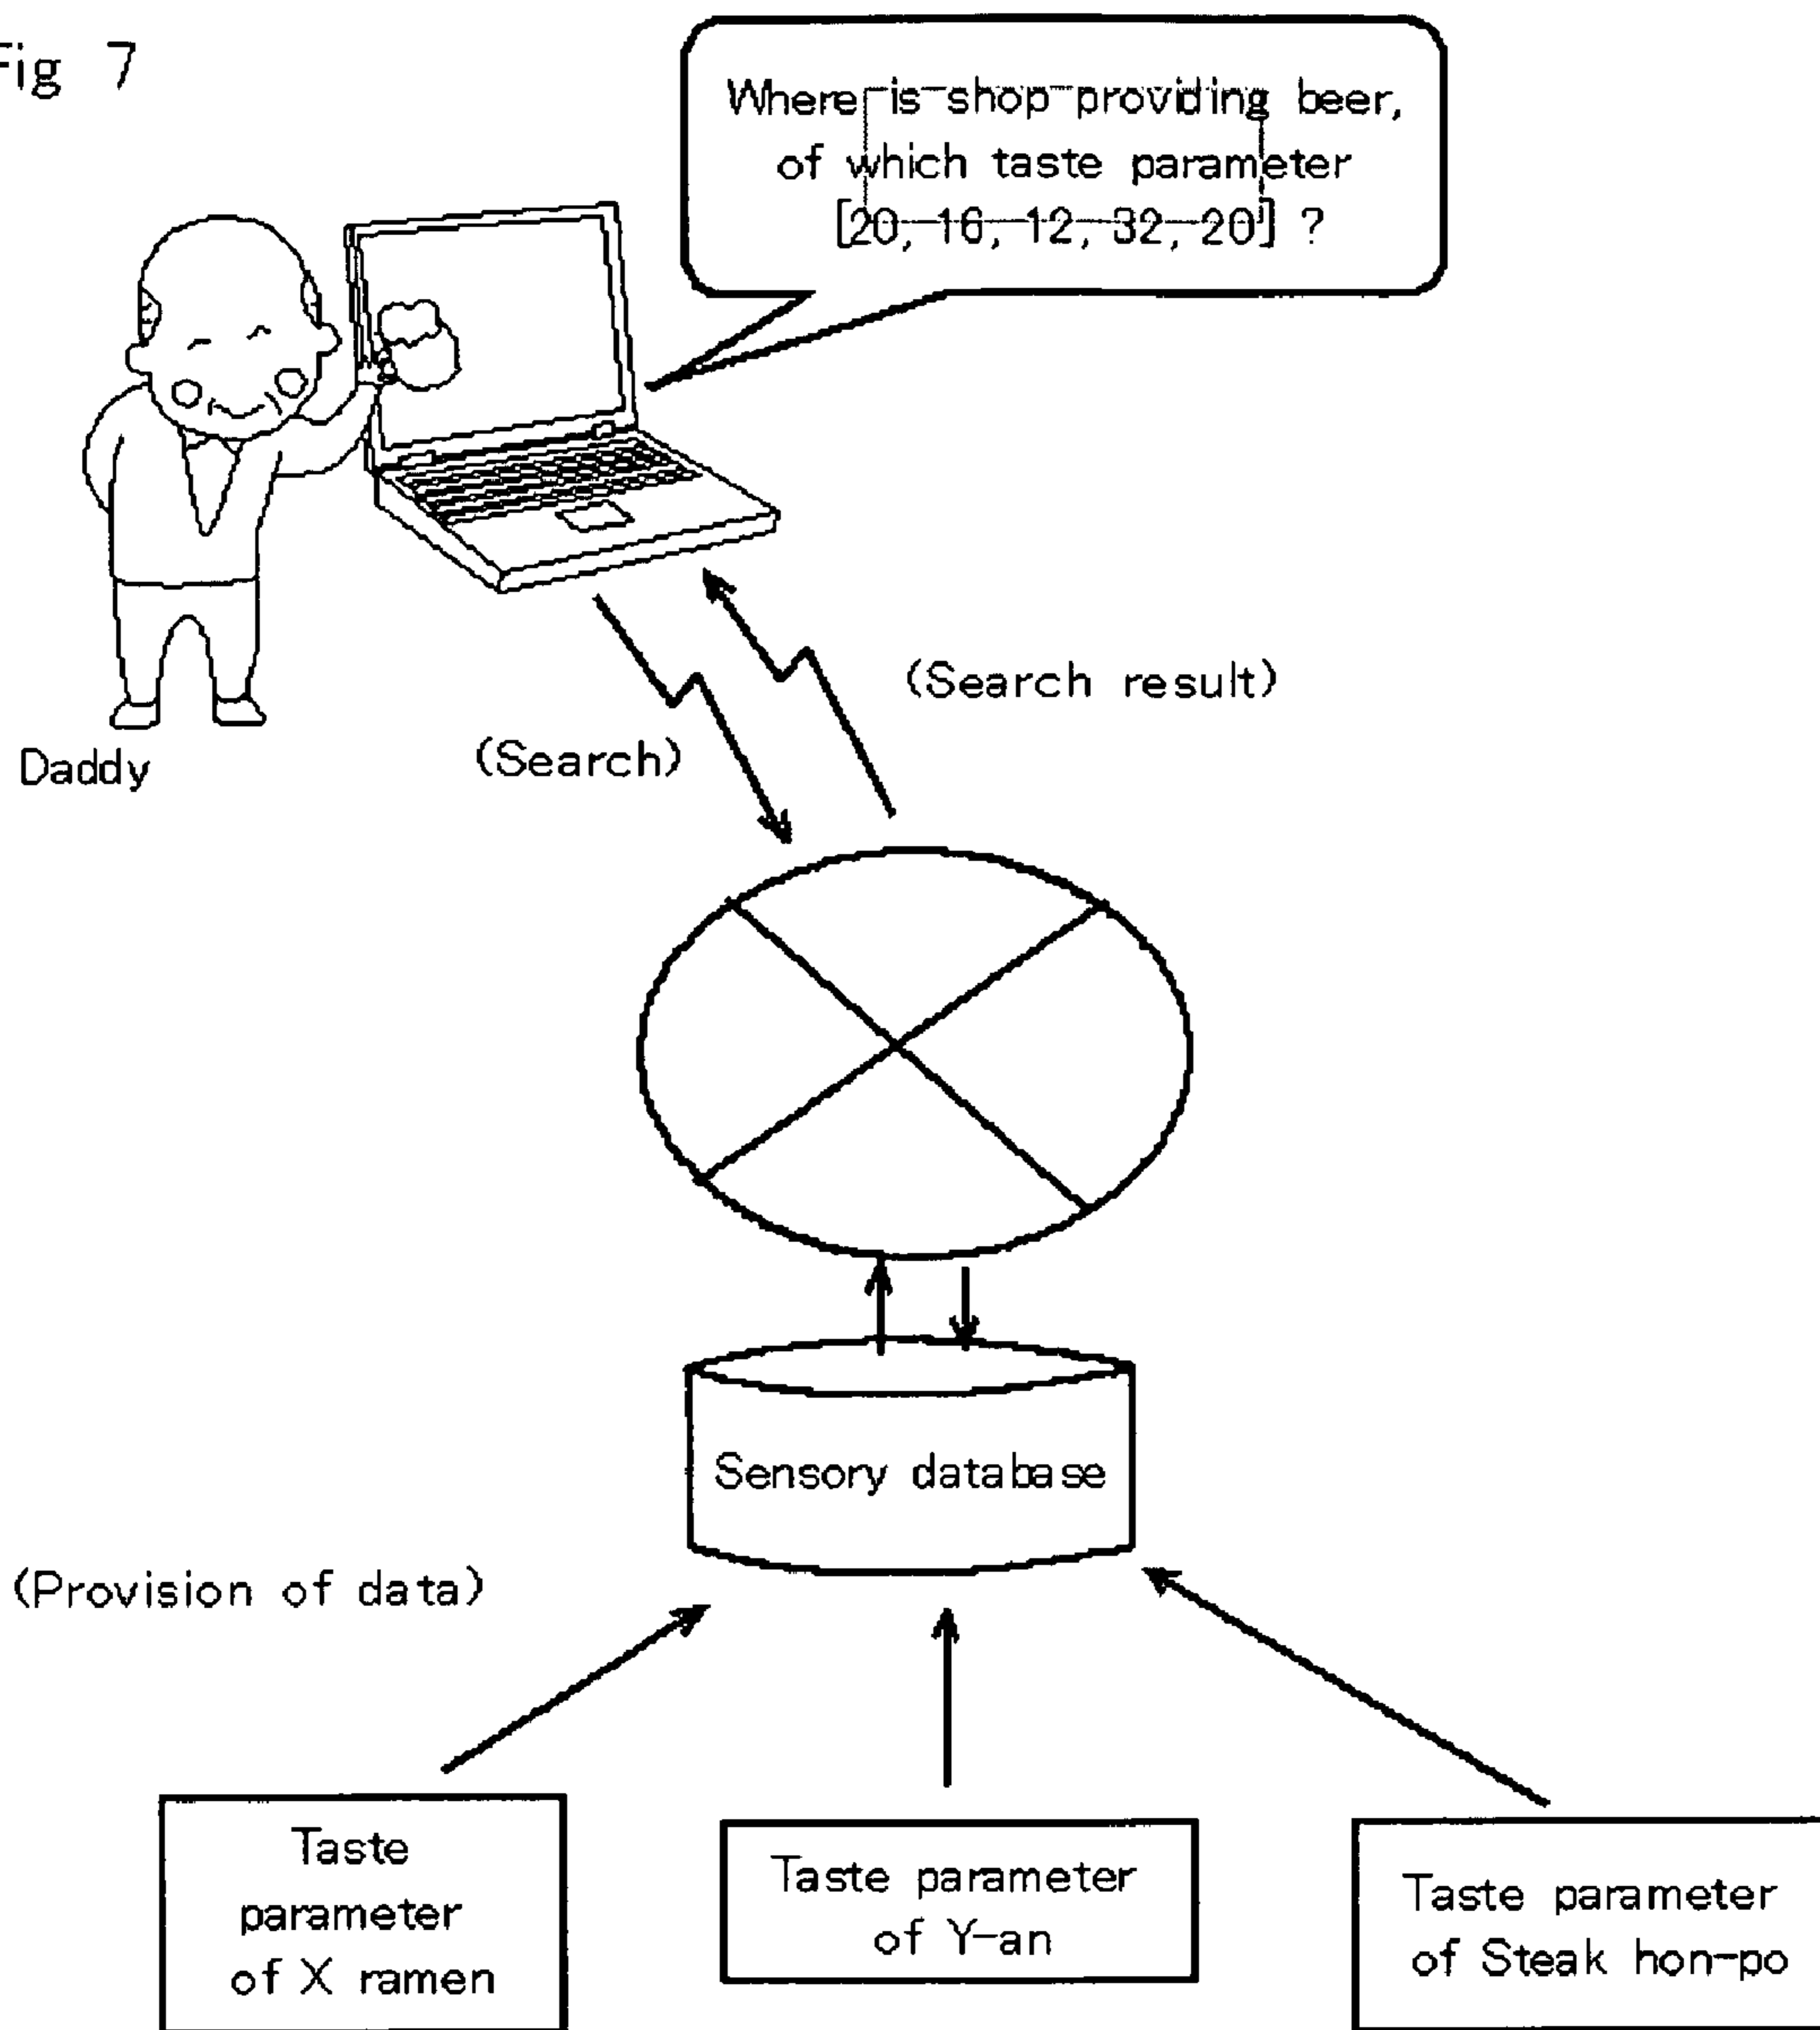 Fig 7
Where is shop providing beer,
of which taste parameter
[20, 16, 12, 32, 20] ?
Daddy
(Search)
(Search result)
Sensory database
(Provision of data)
Taste
parameter
of X ramen
Taste parameter
of Y-an
Taste parameter
of Steak hon-po